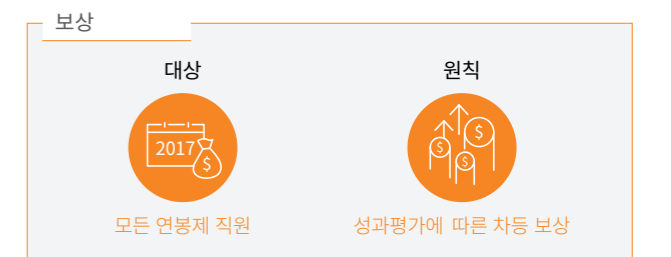 보상
대상
원칙
2017
$
$
$
$
모든 연봉제 직원
성과평가에 따른 차등 보상